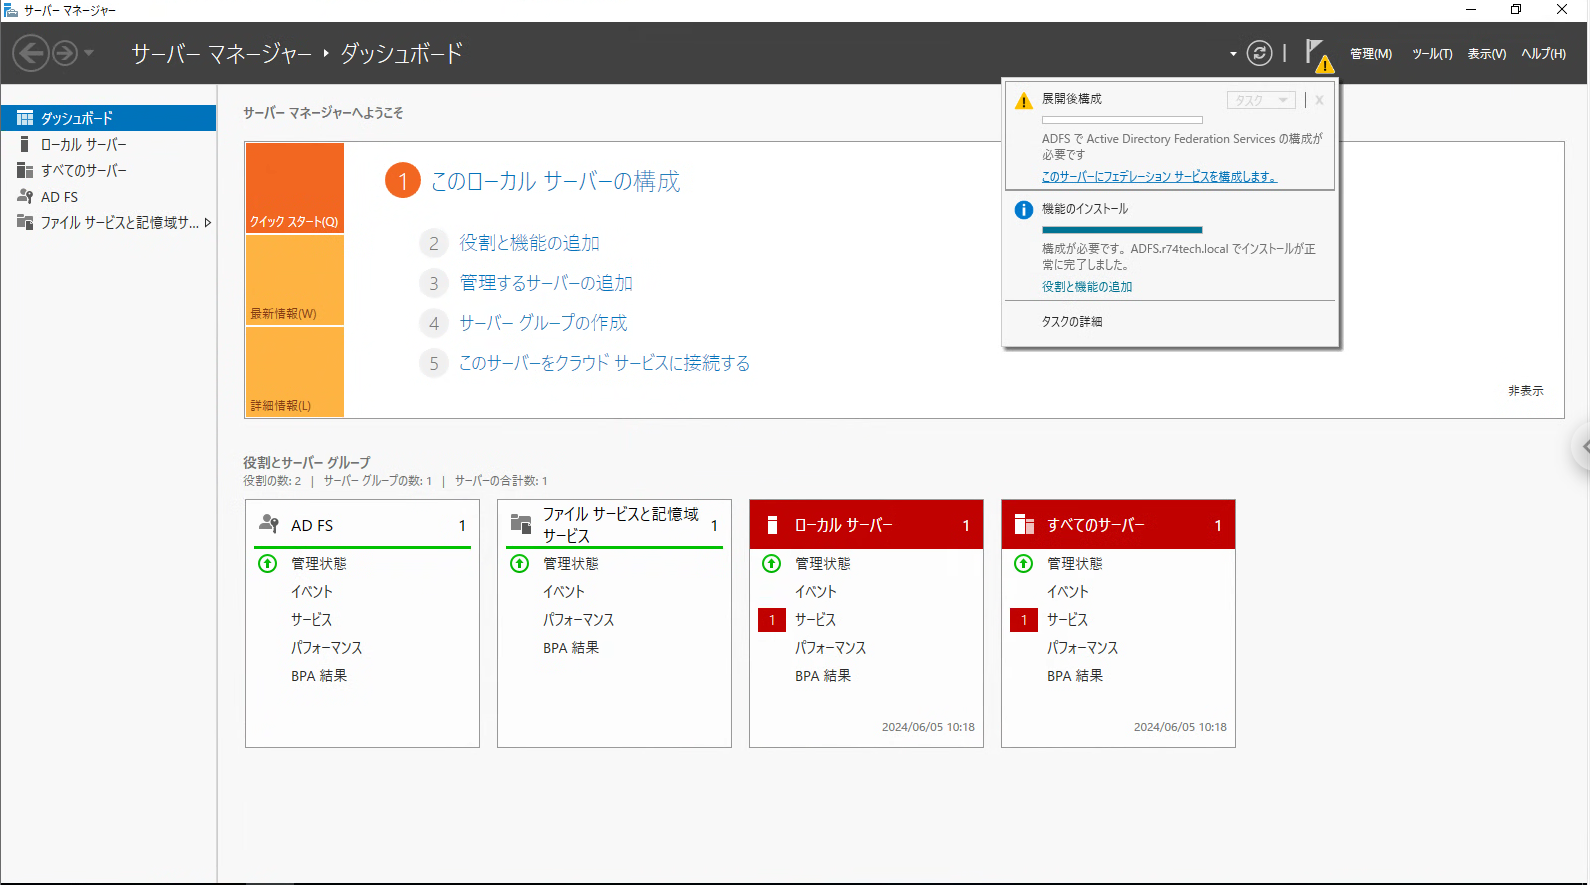 サーバー マネージャー
サーバー マネージャー ‣ ダッシュボード
管理(M) ツール(T) 表示(V) ヘルプ(H)
ダッシュボード
ローカル サーバー
すべてのサーバー
AD FS
ファイル サービスと記憶域サ...
サーバー マネージャーへようこそ
クイック スタート(Q)
最新情報(W)
詳細情報(L)
1 このローカル サーバーの構成
2 役割と機能の追加
3 管理するサーバーの追加
4 サーバー グループの作成
5 このサーバーをクラウド サービスに接続する
非表示
展開後構成
タスク
X
ADFS で Active Directory Federation Services の構成が
必要です
このサーバーにフェデレーション サービスを構成します。
機能のインストール
構成が必要です。ADFS.r74tech.local でインストールが正
常に完了しました。
役割と機能の追加
タスクの詳細
役割とサーバー グループ
役割の数: 2 | サーバー グループの数: 1 | サーバーの合計数: 1
AD FS 1
管理状態
イベント
サービス
パフォーマンス
BPA 結果
ファイル サービスと記憶域
サービス 1
管理状態
イベント
パフォーマンス
BPA 結果
ローカル サーバー 1
管理状態
イベント
1 サービス
パフォーマンス
BPA 結果
2024/06/05 10:18
すべてのサーバー 1
管理状態
イベント
1 サービス
パフォーマンス
BPA 結果
2024/06/05 10:18